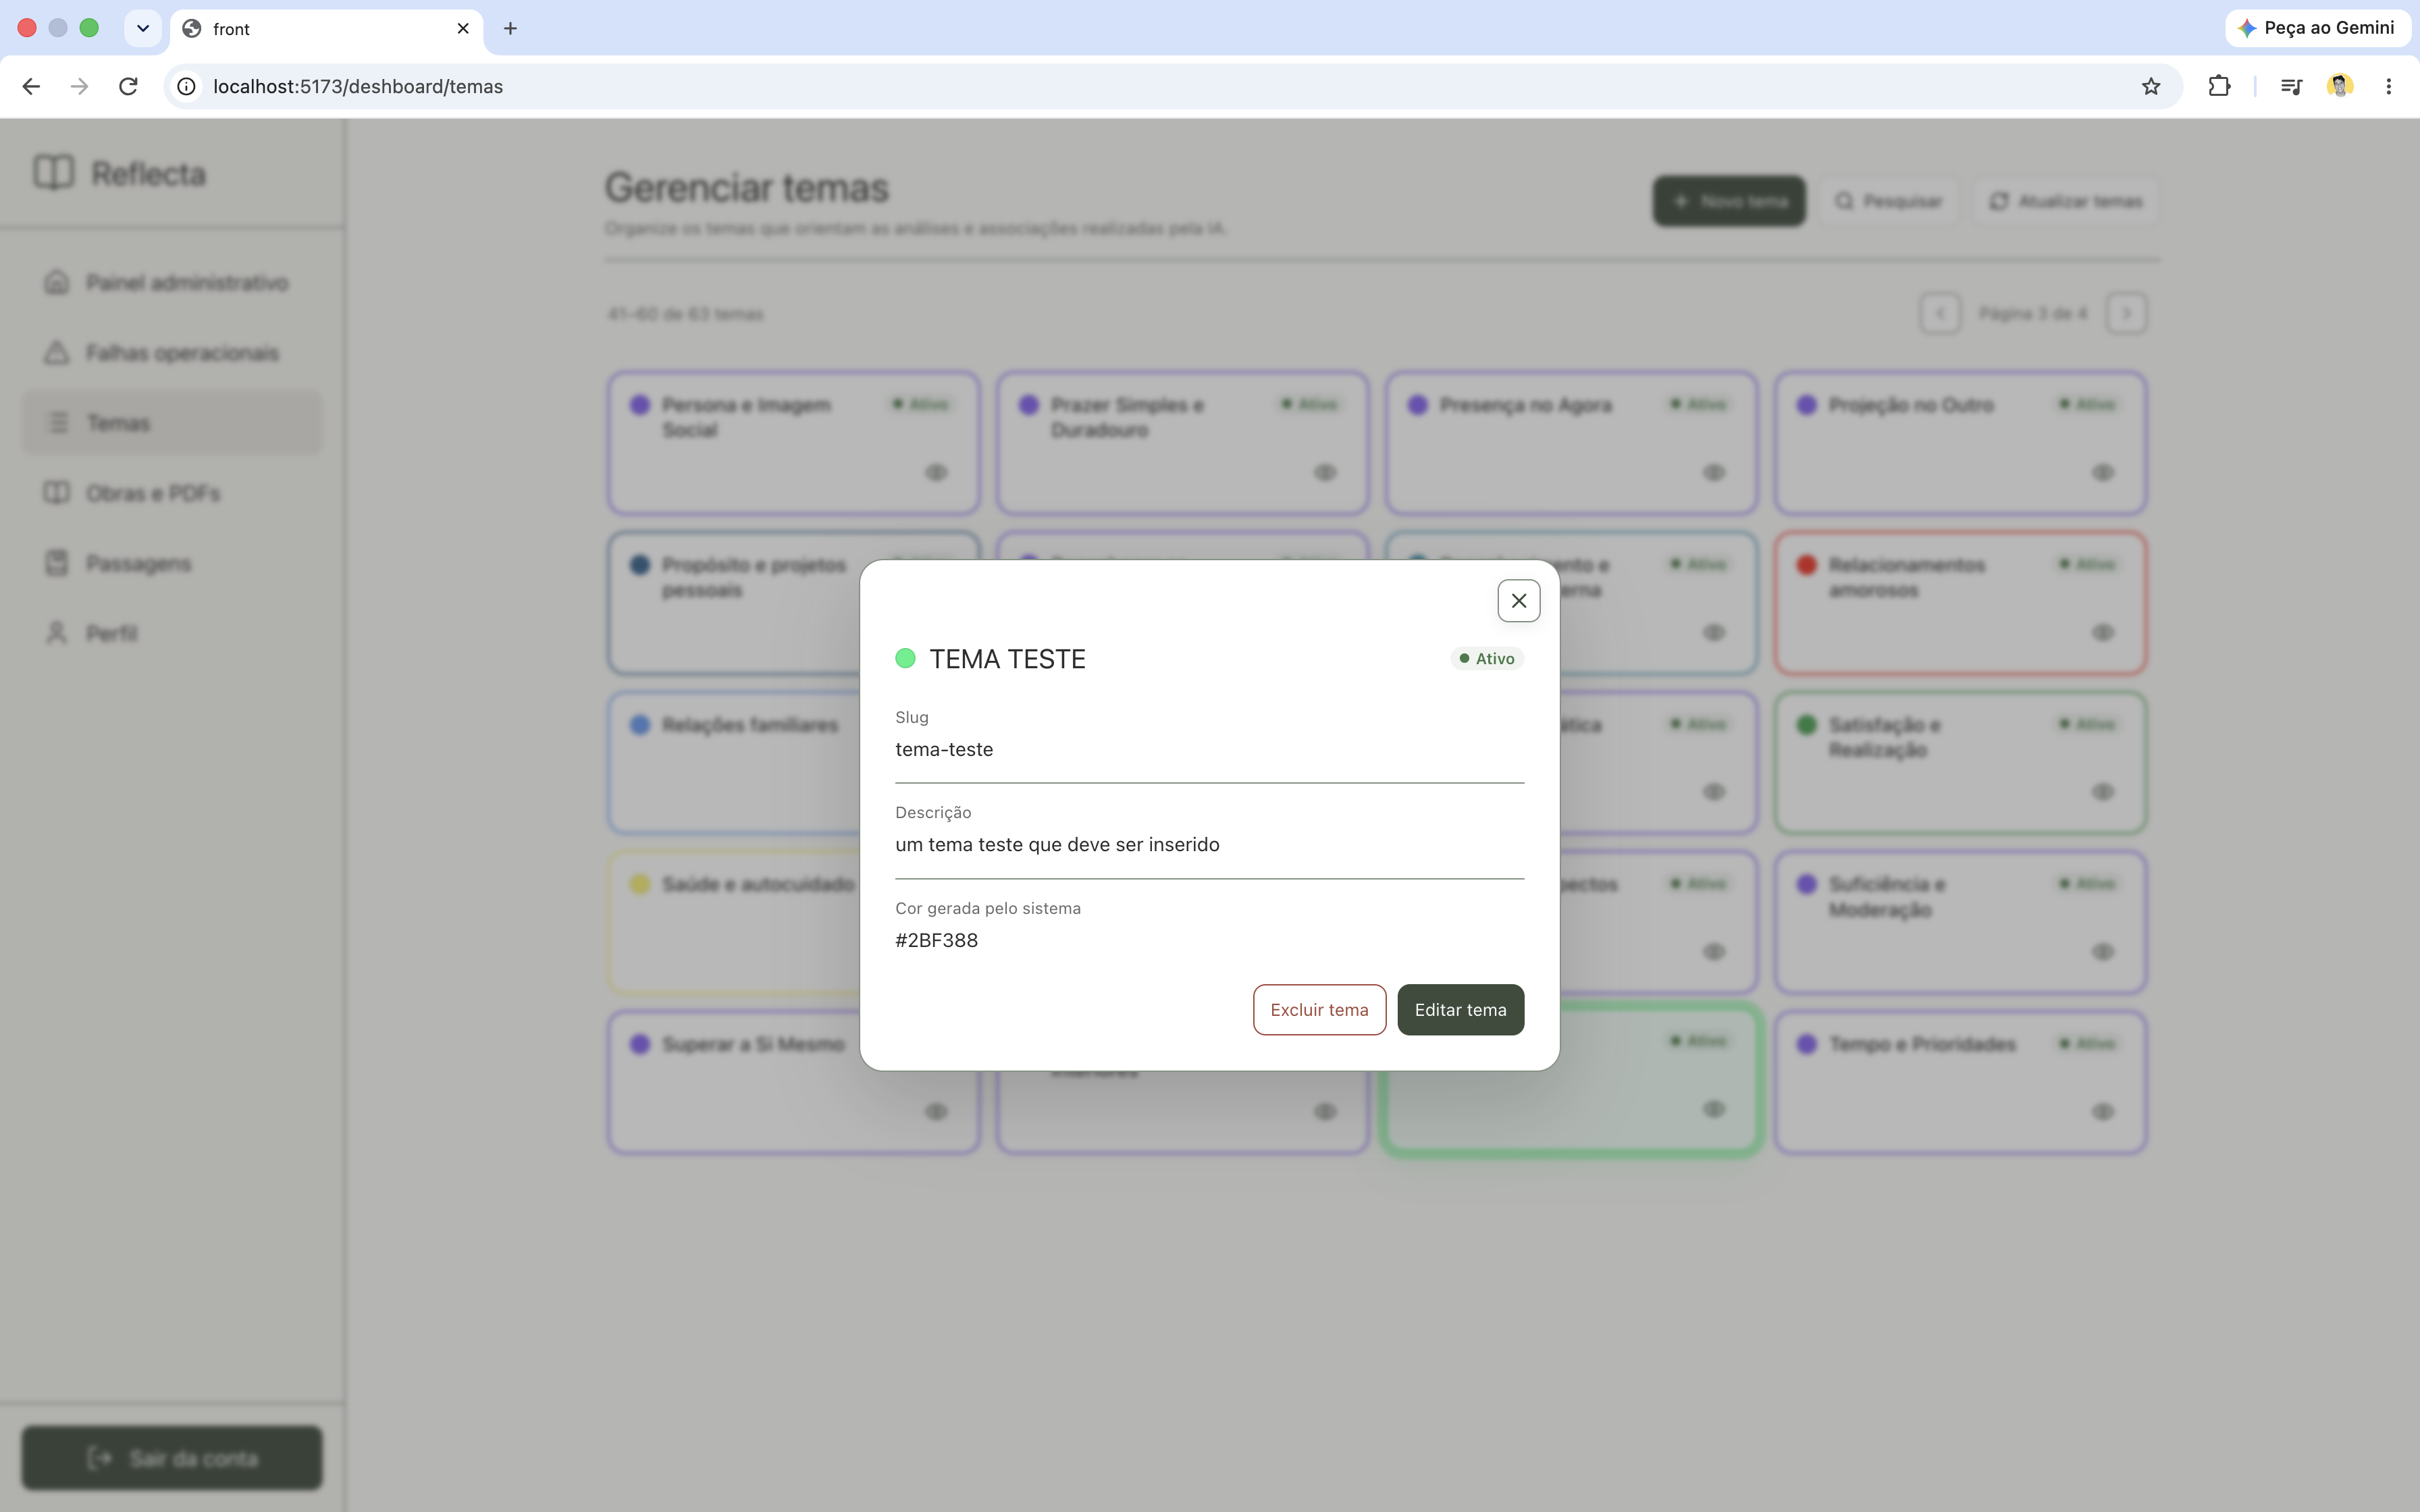 front
Peça ao Gemini
localhost:5173/deshboard/temas
Reflecta
Painel administrativo
Falhas operacionais
Temas
Obras e PDFs
Passagens
Perfil
Sair da conta
Gerenciar temas
Organize os temas que orientam as análises e associações realizadas pela IA.
Novo tema
Pesquisar
Atualizar temas
41–60 de 63 temas
Página 3 de 4
Persona e Imagem
Social
Ativo
Prazer Simples e
Duradouro
Ativo
Presença no Agora
Ativo
Projeção no Outro
Ativo
Propósito e projetos
pessoais
Ativo
Relacionamentos
amorosos
Ativo
Relações familiares
Ativo
Satisfação e
Realização
Ativo
Saúde e autocuidado
Ativo
Suficiência e
Moderação
Ativo
Superar a Si Mesmo
Ativo
Tempo e Prioridades
Ativo
TEMA TESTE
Ativo
Slug
tema-teste
Descrição
um tema teste que deve ser inserido
Cor gerada pelo sistema
#2BF388
Excluir tema
Editar tema